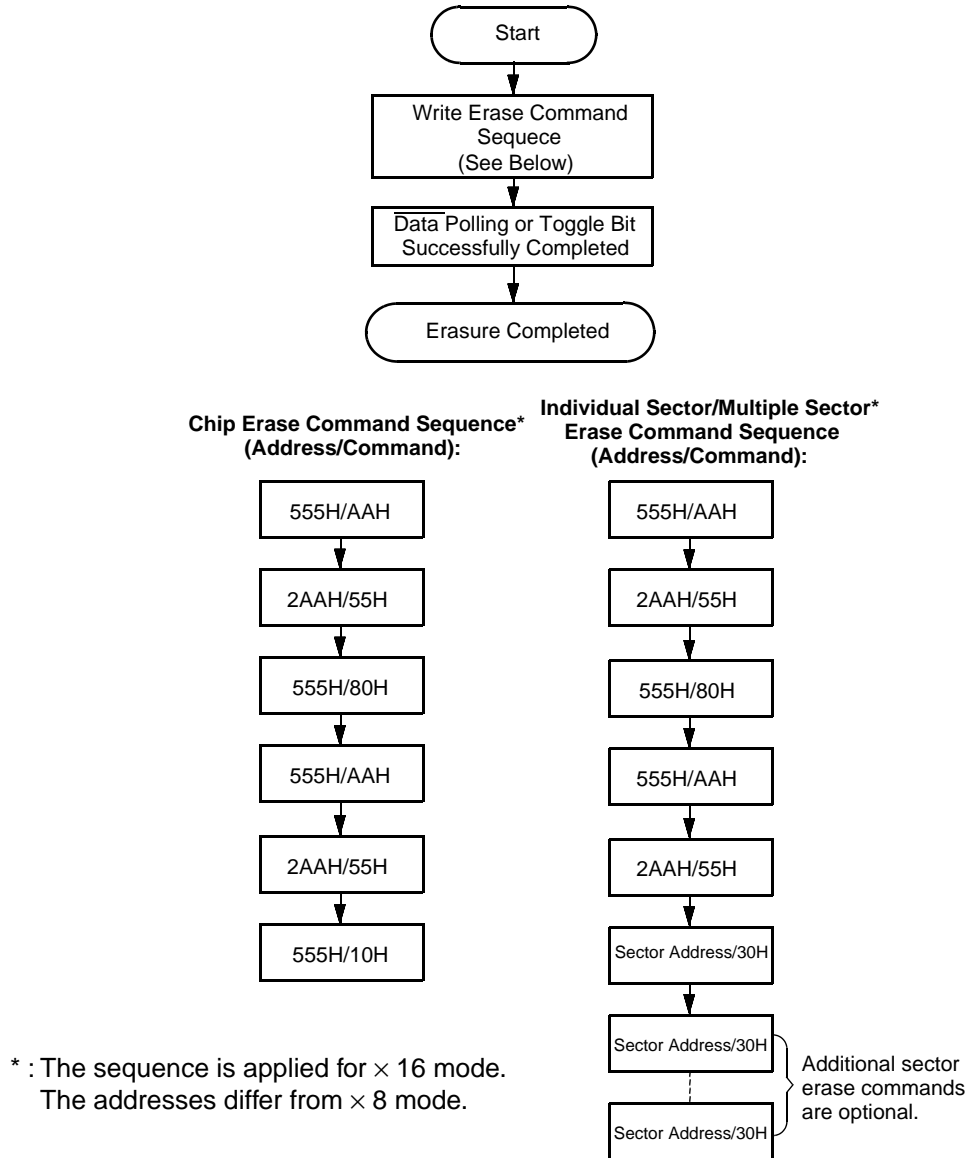 Start
Write Erase Command
Sequece
(See Below)
Data Polling or Toggle Bit
Successfully Completed
Erasure Completed
Chip Erase Command Sequence*
(Address/Command):
555H/AAH
2AAH/55H
555H/80H
555H/AAH
2AAH/55H
555H/10H
Individual Sector/Multiple Sector*
Erase Command Sequence
(Address/Command):
555H/AAH
2AAH/55H
555H/80H
555H/AAH
2AAH/55H
Sector Address/30H
Sector Address/30H
Sector Address/30H
Additional sector
erase commands
are optional.
* : The sequence is applied for × 16 mode.
The addresses differ from × 8 mode.